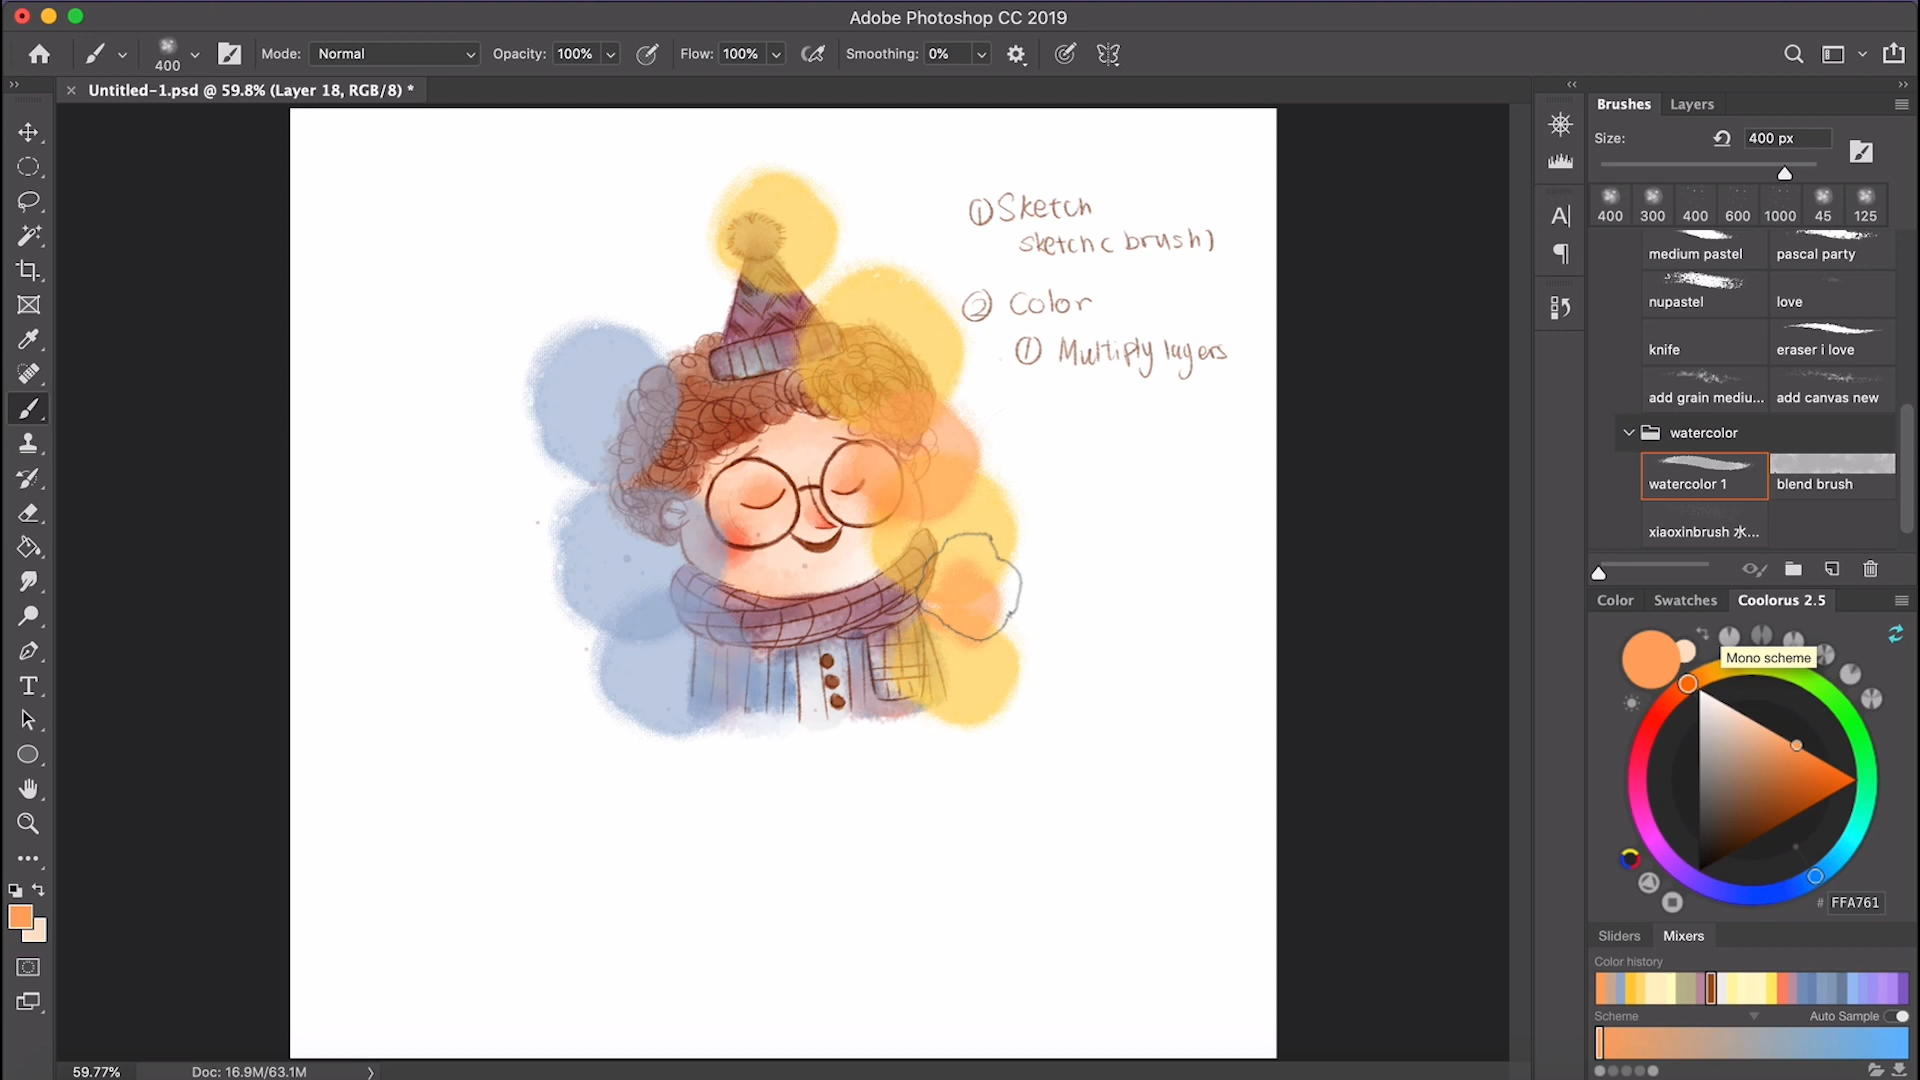 Adobe Photoshop CC 2019
400
Mode: Normal
Opacity: 100%
Flow: 100%
Smoothing: 0%
Untitled-1.psd @ 59.8% (Layer 18, RGB/8) *
① Sketch
sketch ( brush )
② Color
① Multiply layers
Brushes
Layers
Size:
400 px
400 300 400 600 1000 45 125
medium pastel
pascal party
nupastel
love
knife
eraser i love
add grain mediu...
add canvas new
watercolor
watercolor 1
blend brush
xiaoxinbrush 水...
Color
Swatches
Coolorus 2.5
Mono scheme
# FFA761
Sliders
Mixers
Color history
Scheme
Auto Sample
59.77%
Doc: 16.9M/63.1M